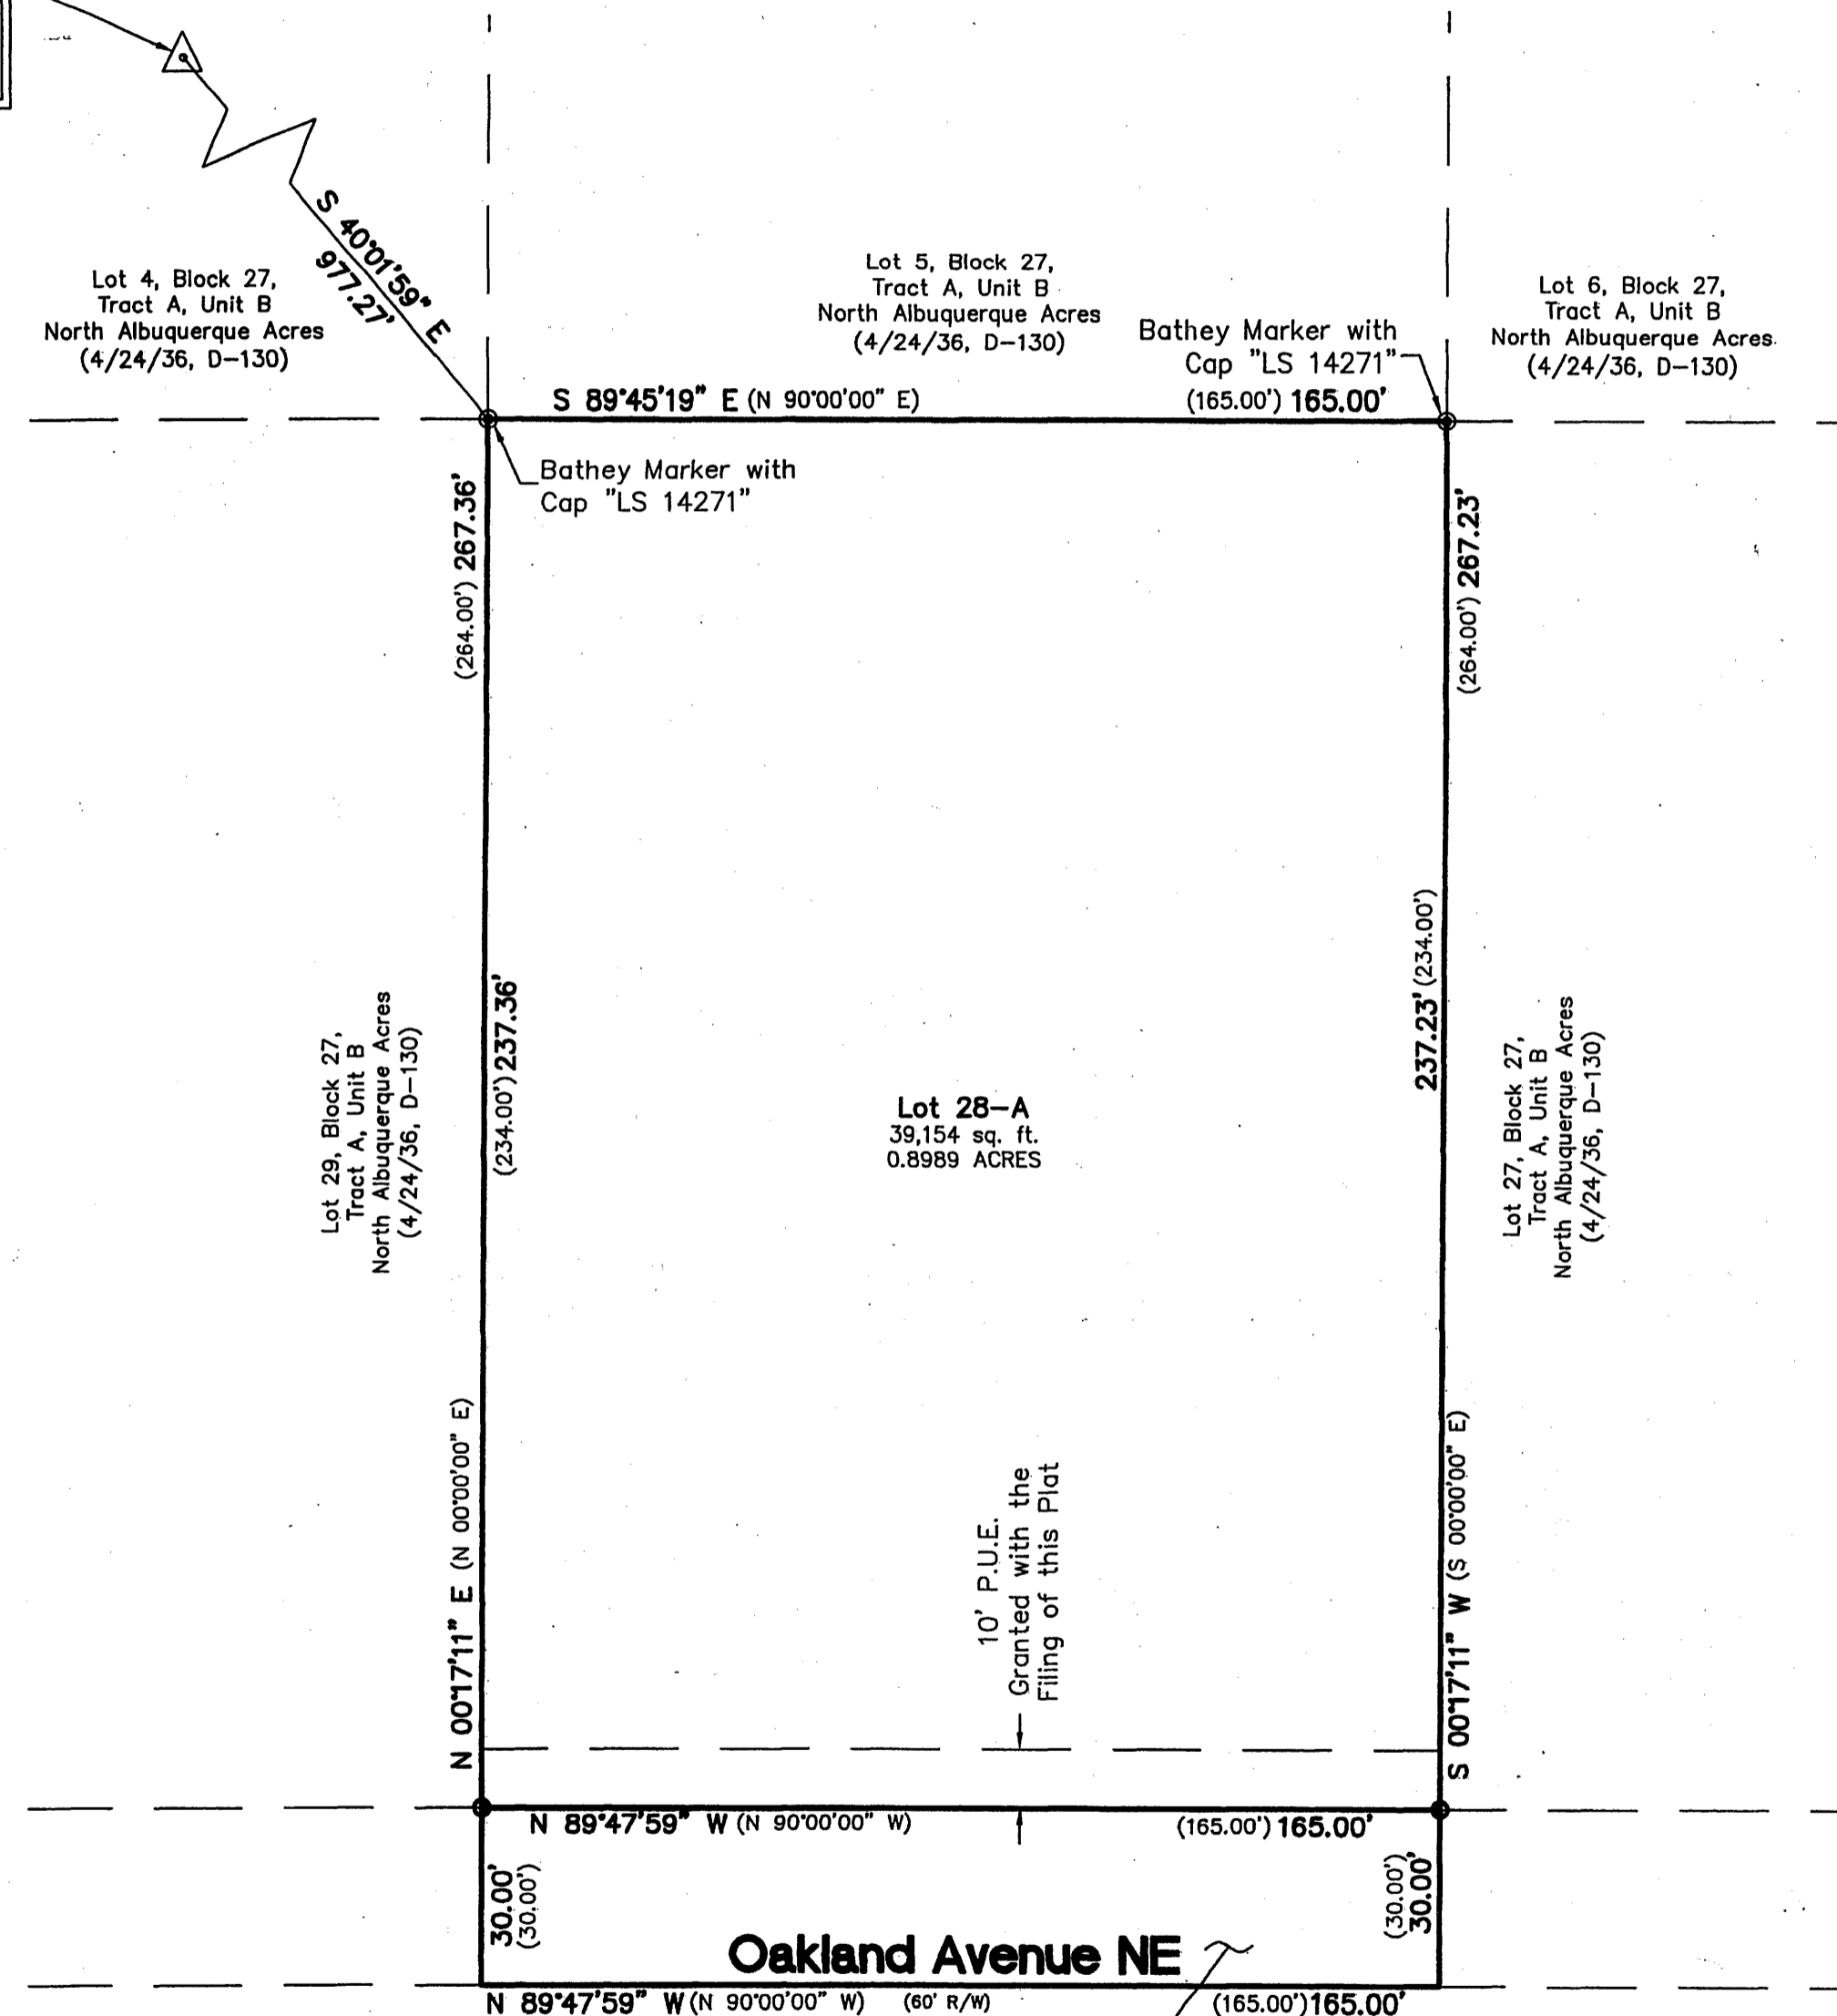 S 40°01'59" E
977.27'
Lot 4, Block 27,
Tract A, Unit B
North Albuquerque Acres
(4/24/36, D-130)
Lot 5, Block 27,
Tract A, Unit B
North Albuquerque Acres
(4/24/36, D-130)
Bathey Marker with
Cap "LS 14271"
Lot 6, Block 27,
Tract A, Unit B
North Albuquerque Acres
(4/24/36, D-130)
S 89°45'19" E (N 90°00'00" E)
(165.00') 165.00'
Bathey Marker with
Cap "LS 14271"
(264.00') 267.36'
(264.00') 267.23'
(234.00') 237.36'
237.23' (234.00')
Lot 29, Block 27,
Tract A, Unit B
North Albuquerque Acres
(4/24/36, D-130)
Lot 28-A
39,154 sq. ft.
0.8989 ACRES
Lot 27, Block 27,
Tract A, Unit B
North Albuquerque Acres
(4/24/36, D-130)
N 00°17'11" E (N 00°00'00" E)
10' P.U.E.
Granted with the
Filing of this Plat
S 00°17'11" W (S 00°00'00" E)
N 89°47'59" W (N 90°00'00" W)
(165.00') 165.00'
30.00'
(30.00')
(30.00')
30.00'
Oakland Avenue NE
N 89°47'59" W (N 90°00'00" W) (60' R/W)
(165.00') 165.00'